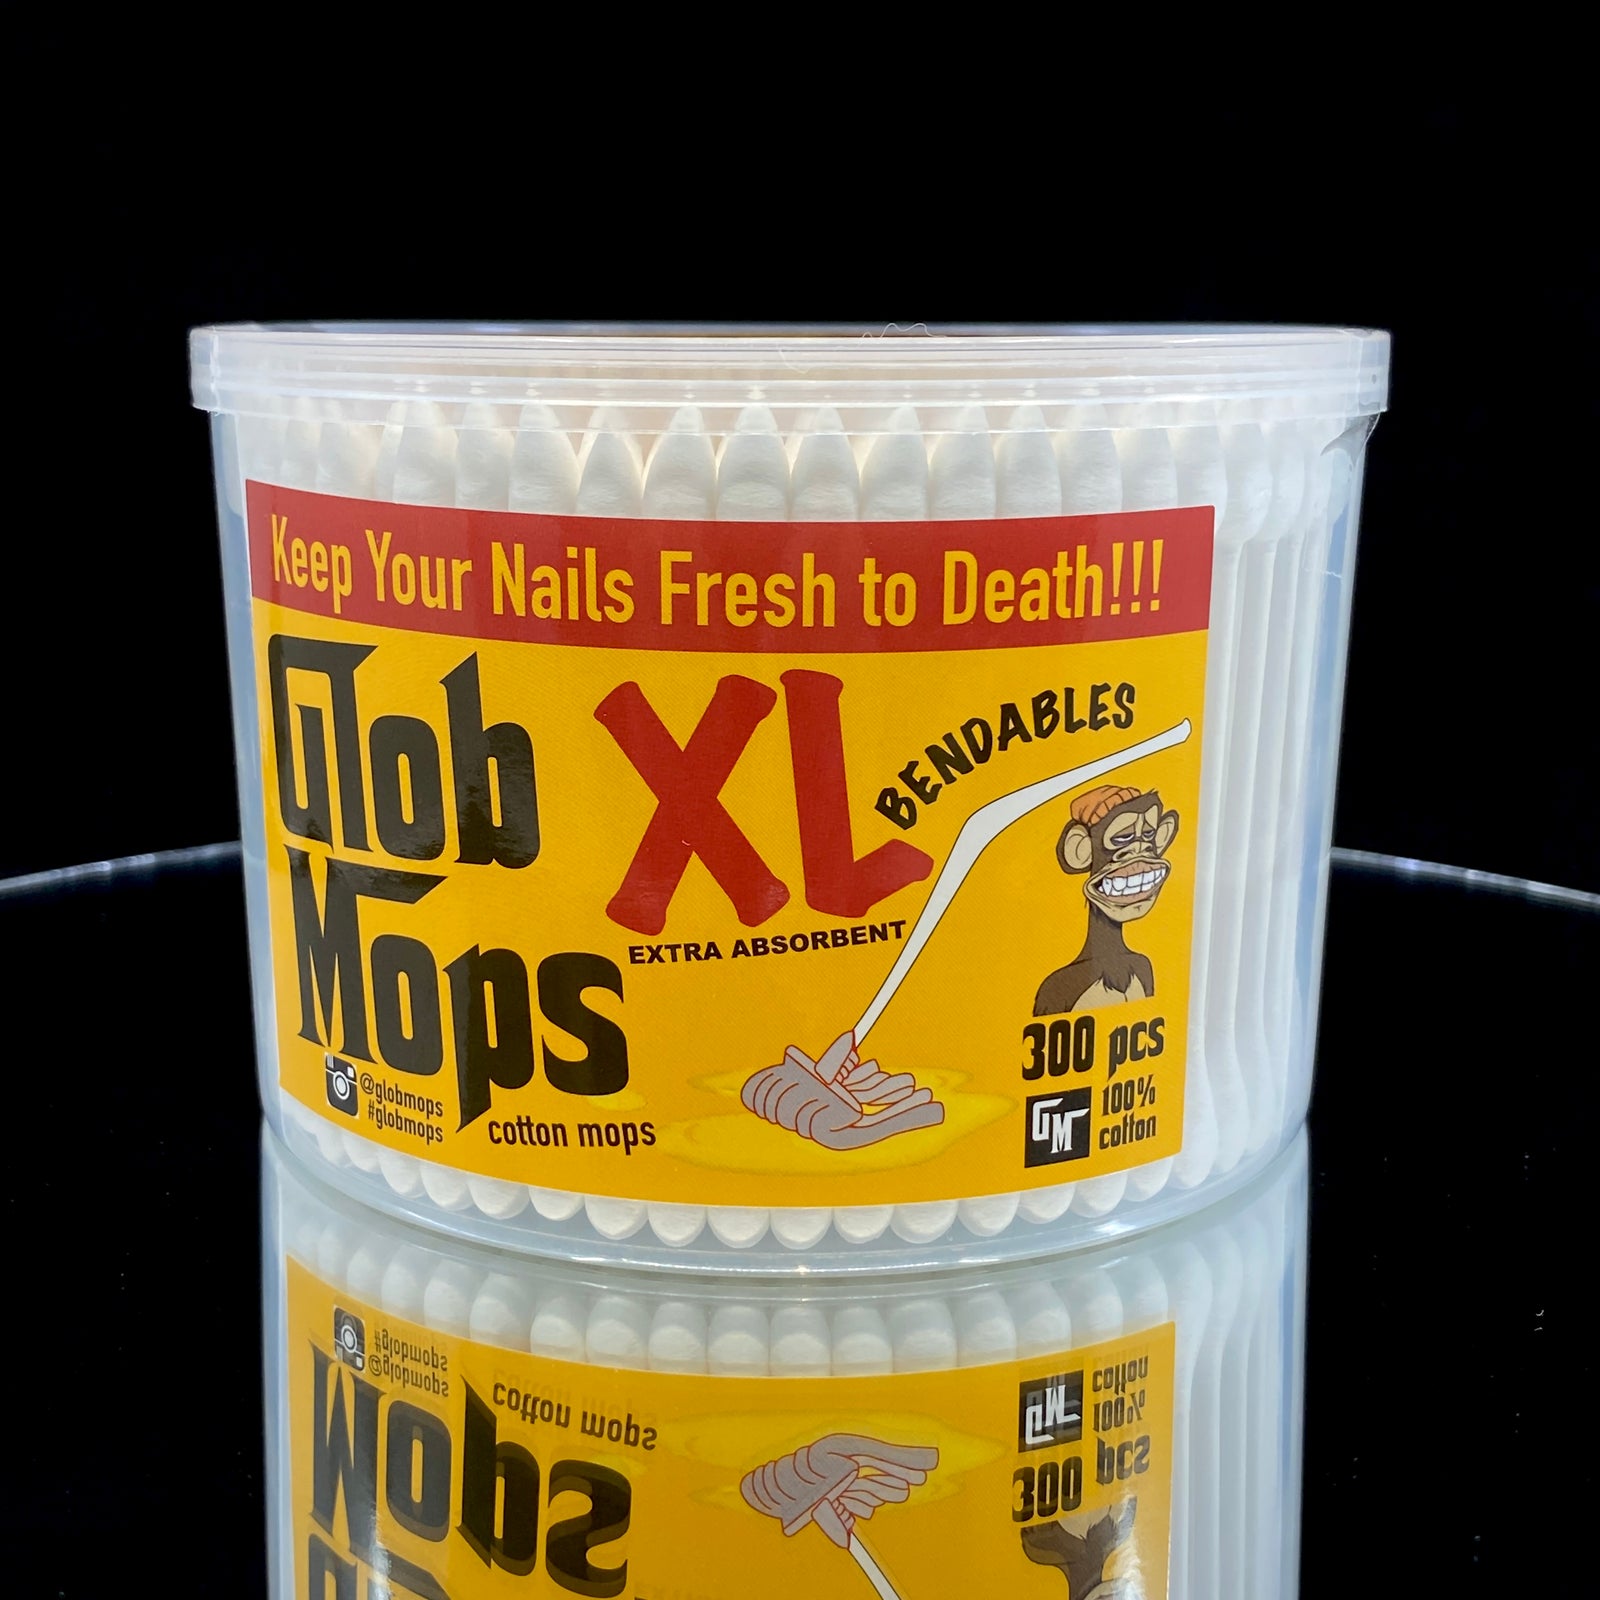 Keep Your Nails Fresh to Death!!!
Glob
Mops
XL
BENDABLES
EXTRA ABSORBENT
@globmops
#globmops
cotton mops
300 pcs
GM
100%
cotton